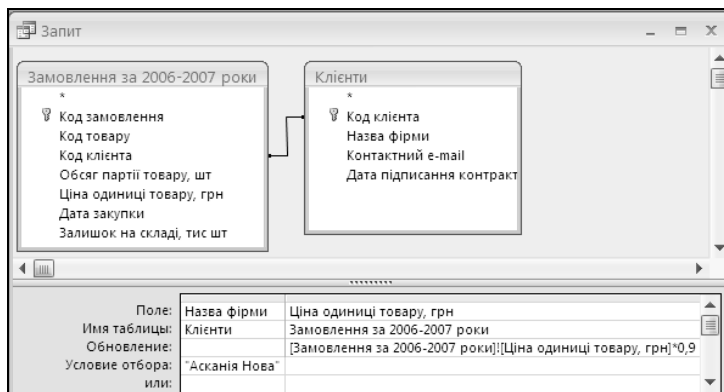 Запит
Замовлення за 2006-2007 роки
*
Код замовлення
Код товару
Код клієнта
Обсяг партії товару, шт
Ціна одиниці товару, грн
Дата закупки
Залишок на складі, тис шт
Клієнти
*
Код клієнта
Назва фірми
Контактний e-mail
Дата підписання контракт
Поле: Назва фірми Ціна одиниці товару, грн
Имя таблицы: Клієнти Замовлення за 2006-2007 роки
Обновление: [Замовлення за 2006-2007 роки]![Ціна одиниці товару, грн]*0,9
Условие отбора: "Асканія Нова"
или: